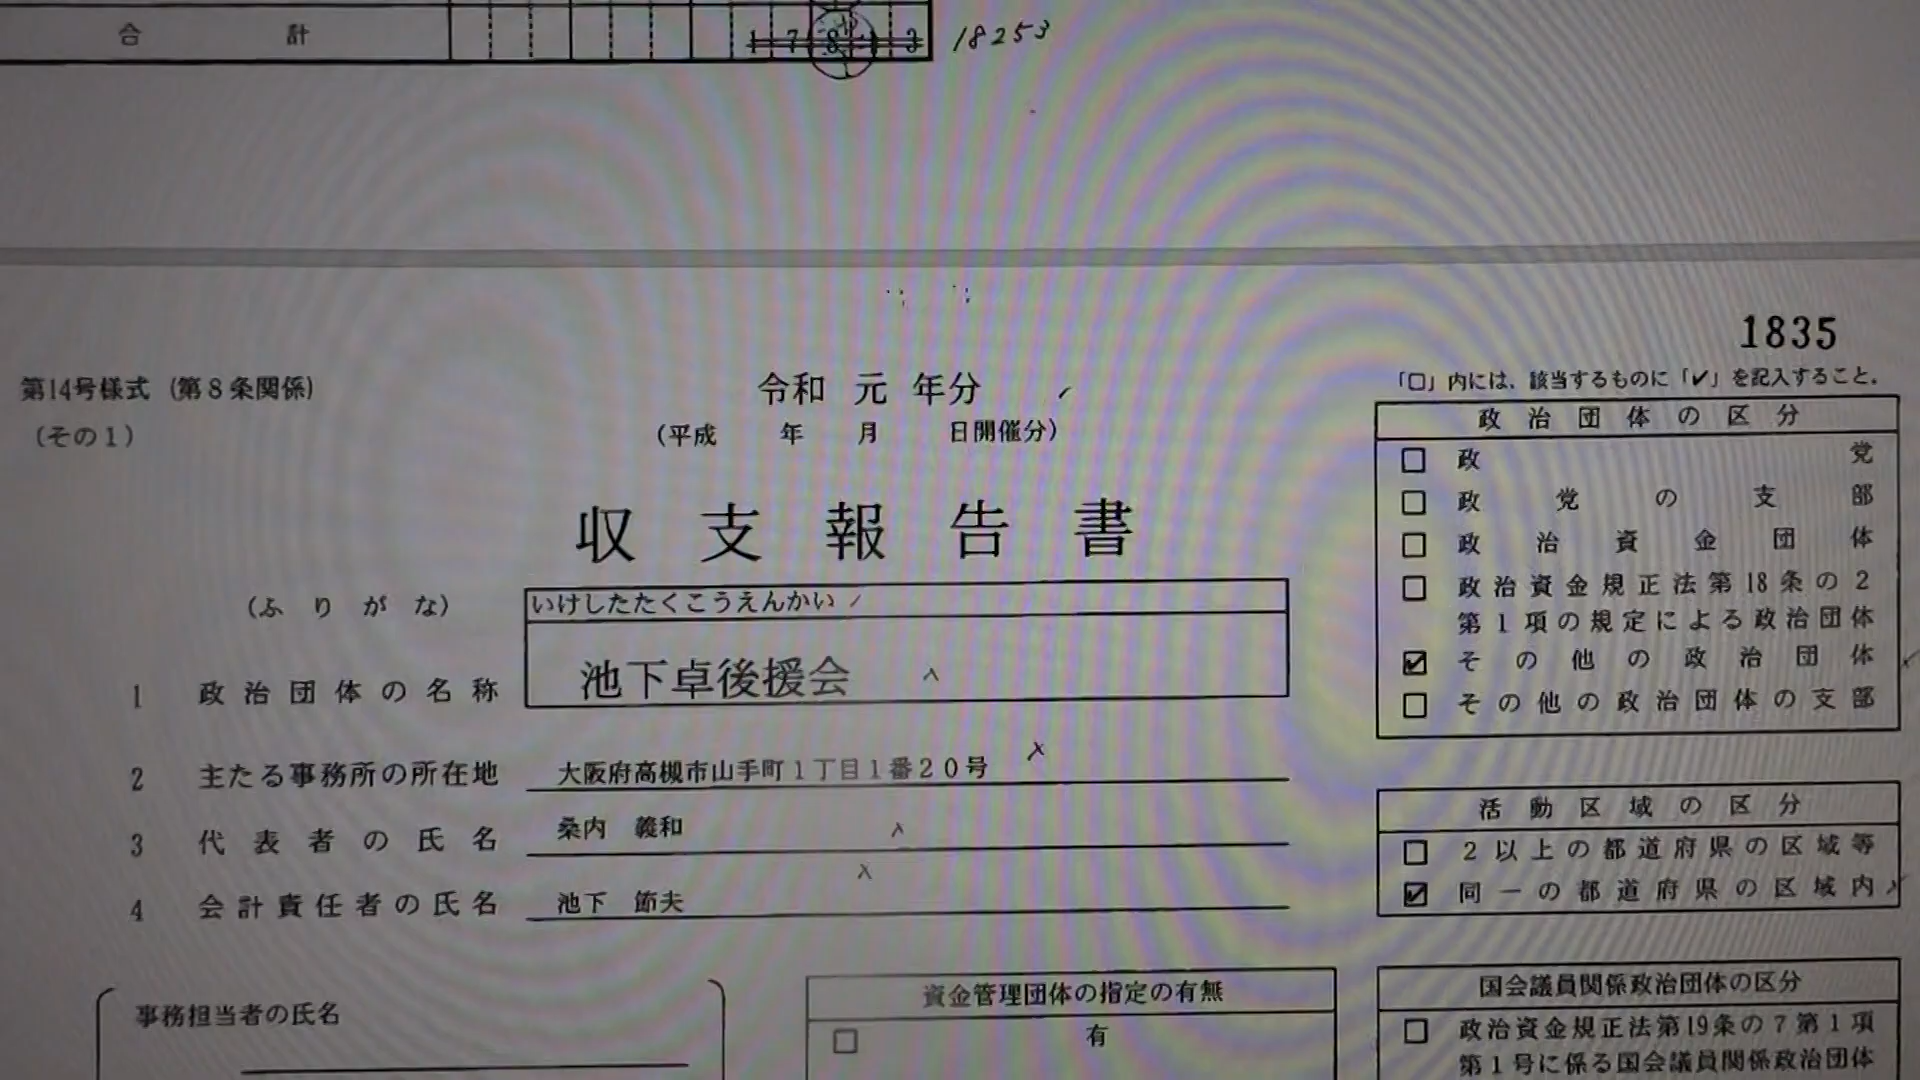 合計 18253
1835
第14号様式（第8条関係）
（その1）
令和 元 年分
（平成 年 月 日開催分）
収支報告書
（ふりがな） いけしたたくこうえんかい
1 政治団体の名称 池下卓後援会
2 主たる事務所の所在地 大阪府高槻市山手町1丁目1番20号
3 代表者の氏名 桑内 義和
4 会計責任者の氏名 池下 節夫
「□」内には、該当するものに「✓」を記入すること。
政治団体の区分
□ 政党
□ 政党の支部
□ 政治資金団体
□ 政治資金規正法第18条の2
第1項の規定による政治団体
☑ その他の政治団体
□ その他の政治団体の支部
活動区域の区分
□ 2以上の都道府県の区域等
☑ 同一の都道府県の区域内
事務担当者の氏名
資金管理団体の指定の有無
□ 有
国会議員関係政治団体の区分
□ 政治資金規正法第19条の7第1項
第1号に係る国会議員関係政治団体